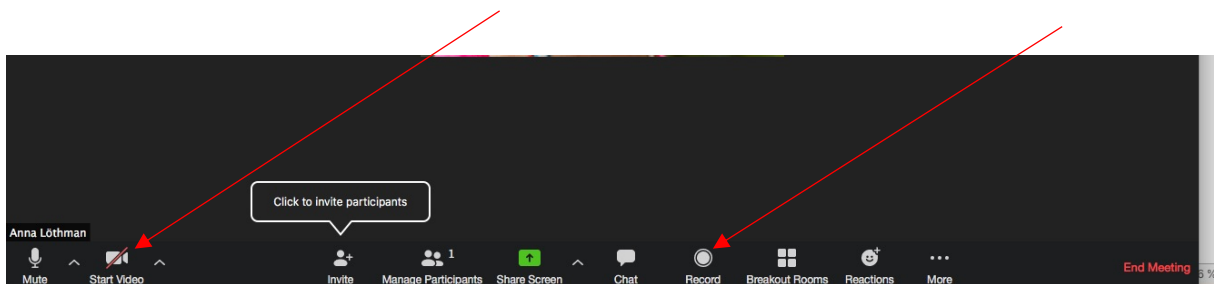 Click to invite participants
Anna Löthman
1
Mute Start Video Invite Manage Participants Share Screen Chat Record Breakout Rooms Reactions More End Meeting
6 %